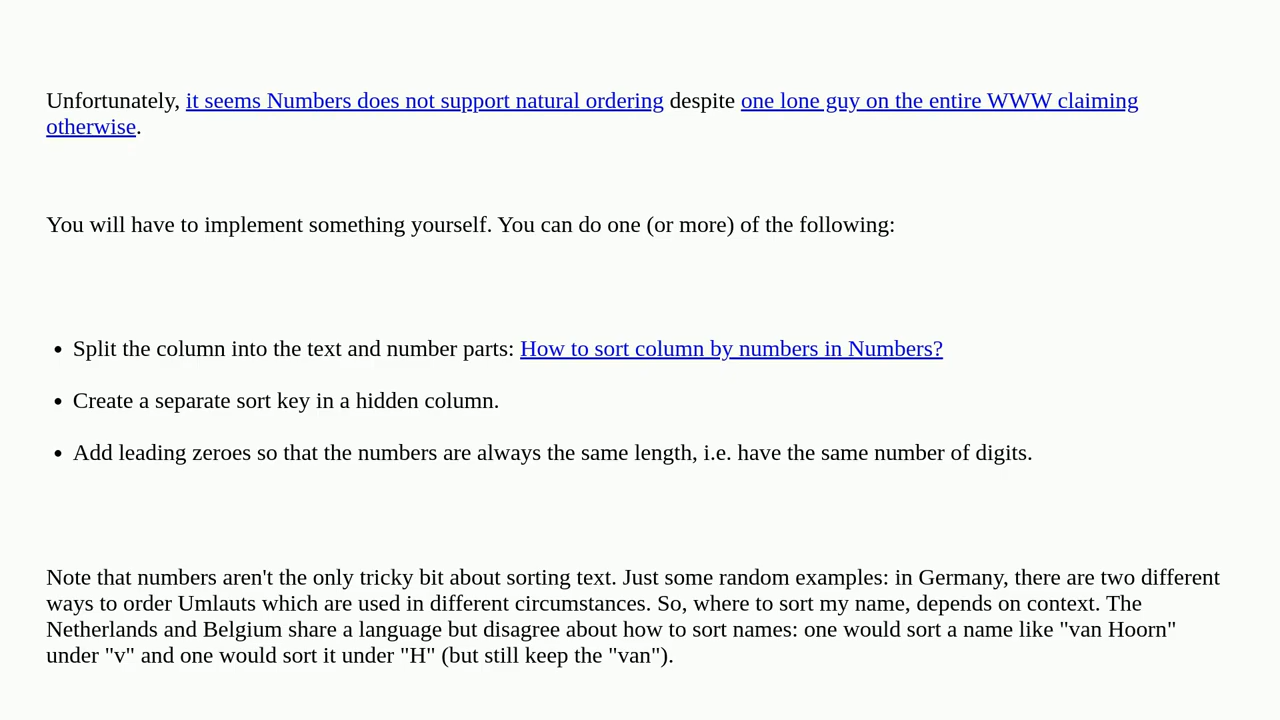 Unfortunately, it seems Numbers does not support natural ordering despite one lone guy on the entire WWW claiming
otherwise.
You will have to implement something yourself. You can do one (or more) of the following:
• Split the column into the text and number parts: How to sort column by numbers in Numbers?
• Create a separate sort key in a hidden column.
• Add leading zeroes so that the numbers are always the same length, i.e. have the same number of digits.
Note that numbers aren't the only tricky bit about sorting text. Just some random examples: in Germany, there are two different
ways to order Umlauts which are used in different circumstances. So, where to sort my name, depends on context. The
Netherlands and Belgium share a language but disagree about how to sort names: one would sort a name like "van Hoorn"
under "v" and one would sort it under "H" (but still keep the "van").